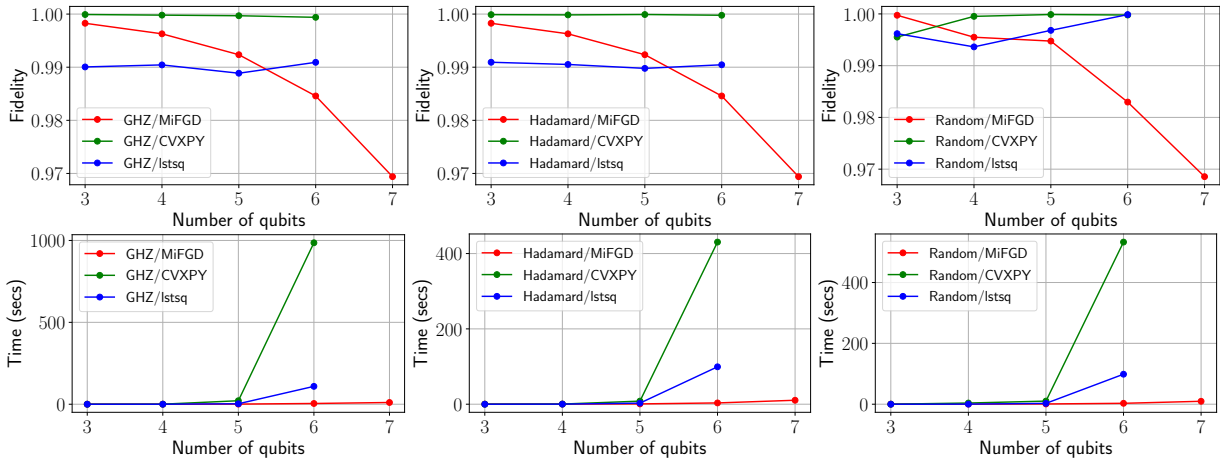 1.00
0.99
0.98
0.97
Fidelity
GHZ/MiFGD
GHZ/CVXPY
GHZ/lstsq
3 4 5 6 7
Number of qubits
1.00
0.99
0.98
0.97
Fidelity
Hadamard/MiFGD
Hadamard/CVXPY
Hadamard/lstsq
3 4 5 6 7
Number of qubits
1.00
0.99
0.98
0.97
Fidelity
Random/MiFGD
Random/CVXPY
Random/lstsq
3 4 5 6 7
Number of qubits
1000
500
0
Time (secs)
GHZ/MiFGD
GHZ/CVXPY
GHZ/lstsq
3 4 5 6 7
Number of qubits
400
200
0
Time (secs)
Hadamard/MiFGD
Hadamard/CVXPY
Hadamard/lstsq
3 4 5 6 7
Number of qubits
400
200
0
Time (secs)
Random/MiFGD
Random/CVXPY
Random/lstsq
3 4 5 6 7
Number of qubits